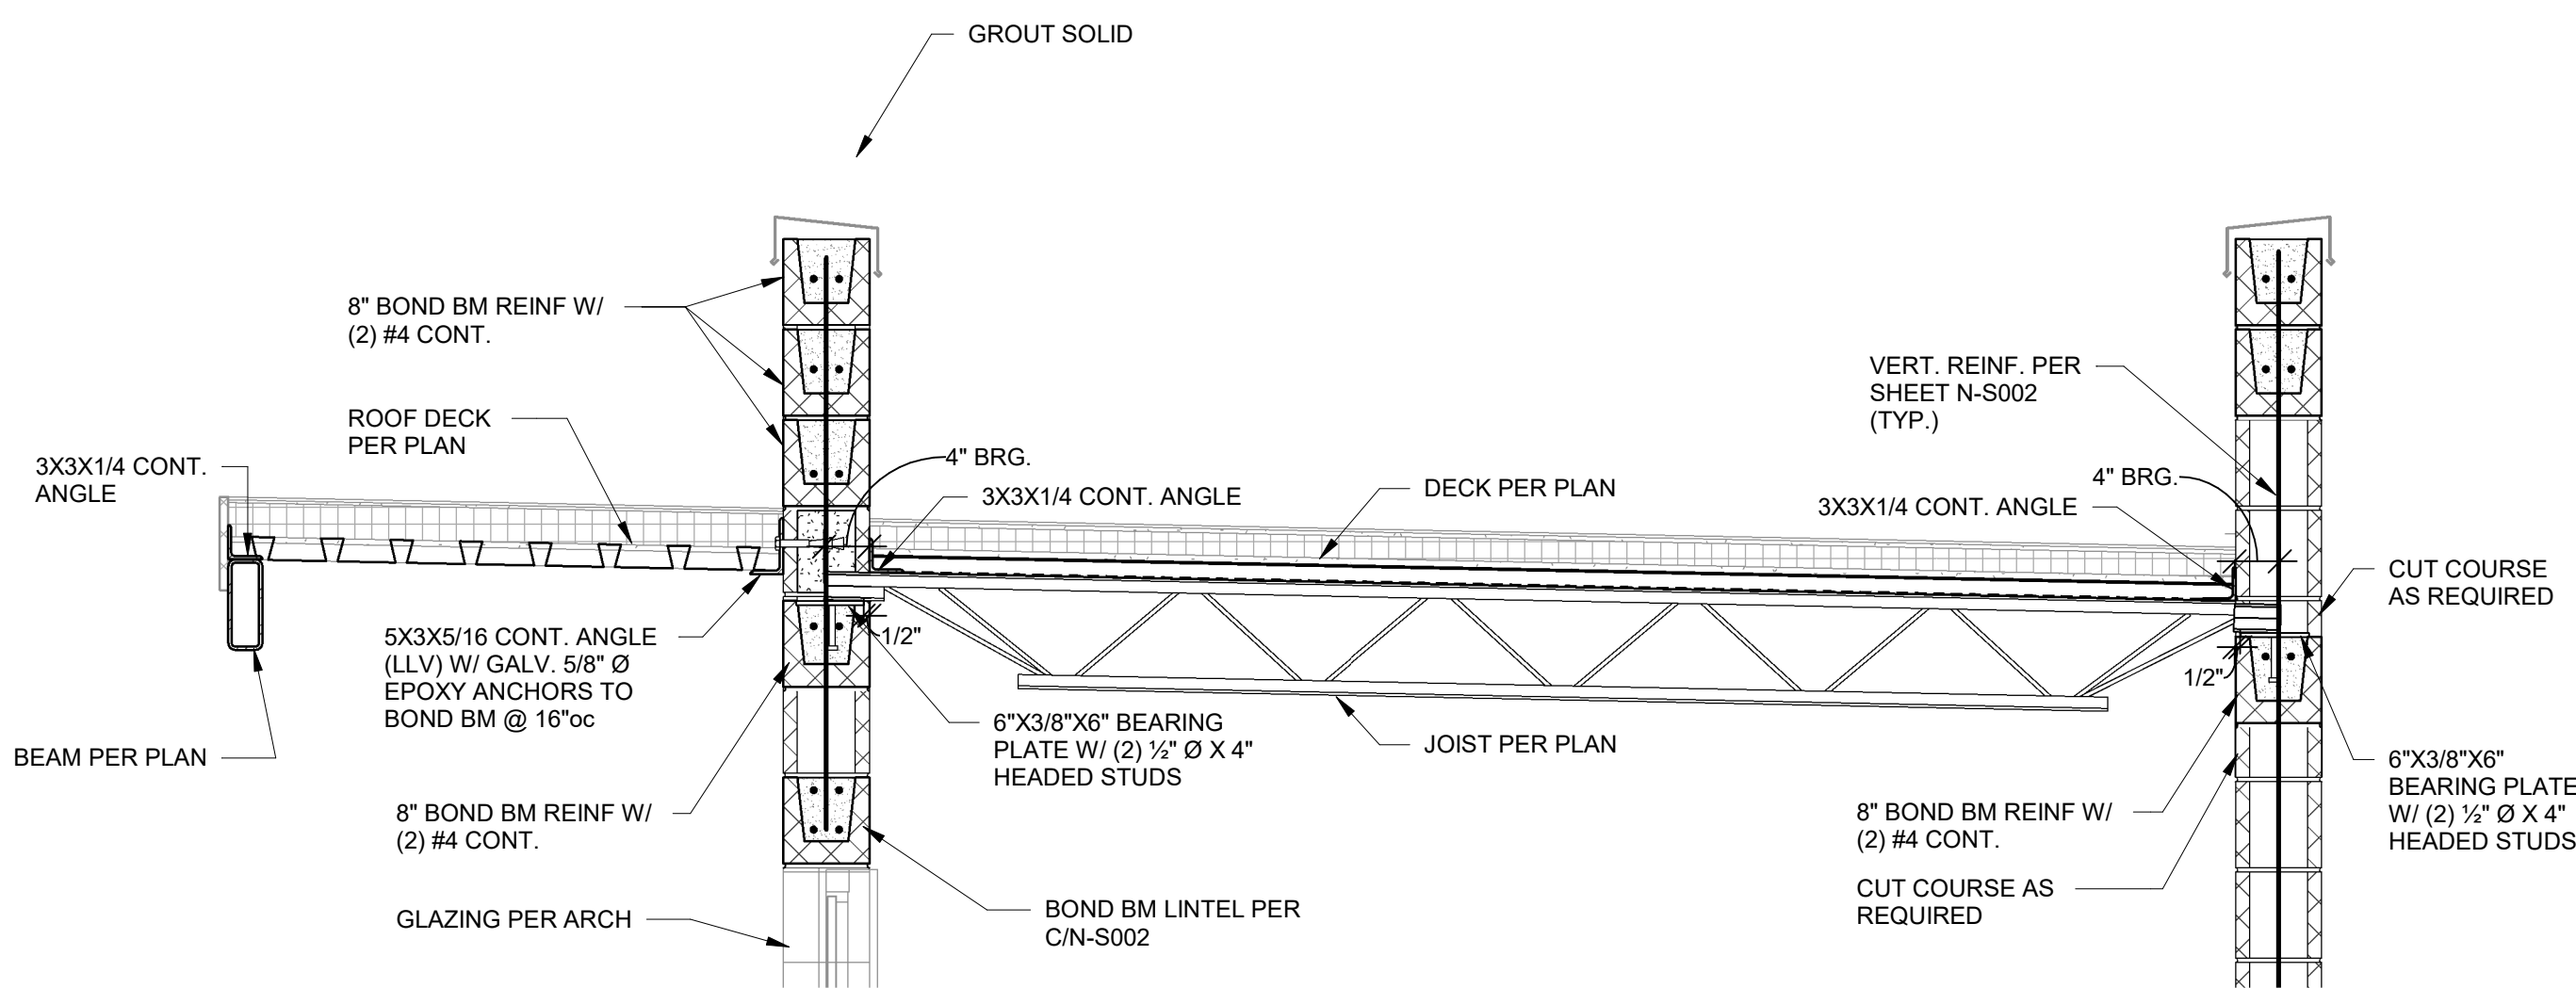 GROUT SOLID
8" BOND BM REINF W/
(2) #4 CONT.
ROOF DECK
PER PLAN
3X3X1/4 CONT.
ANGLE
4" BRG.
3X3X1/4 CONT. ANGLE
DECK PER PLAN
VERT. REINF. PER
SHEET N-S002
(TYP.)
4" BRG.
3X3X1/4 CONT. ANGLE
CUT COURSE
AS REQUIRED
5X3X5/16 CONT. ANGLE
(LLV) W/ GALV. 5/8" Ø
EPOXY ANCHORS TO
BOND BM @ 16"oc
1/2"
1/2"
BEAM PER PLAN
6"X3/8"X6" BEARING
PLATE W/ (2) ½" Ø X 4"
HEADED STUDS
JOIST PER PLAN
6"X3/8"X6"
BEARING PLATE
W/ (2) ½" Ø X 4"
HEADED STUDS
8" BOND BM REINF W/
(2) #4 CONT.
8" BOND BM REINF W/
(2) #4 CONT.
GLAZING PER ARCH
BOND BM LINTEL PER
C/N-S002
CUT COURSE AS
REQUIRED